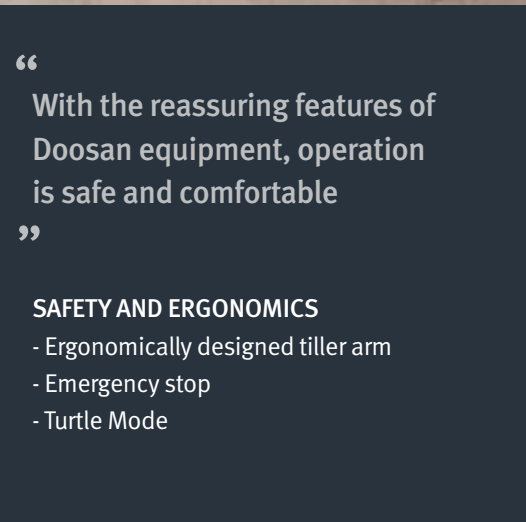 “
With the reassuring features of
Doosan equipment, operation
is safe and comfortable
”
SAFETY AND ERGONOMICS
- Ergonomically designed tiller arm
- Emergency stop
- Turtle Mode